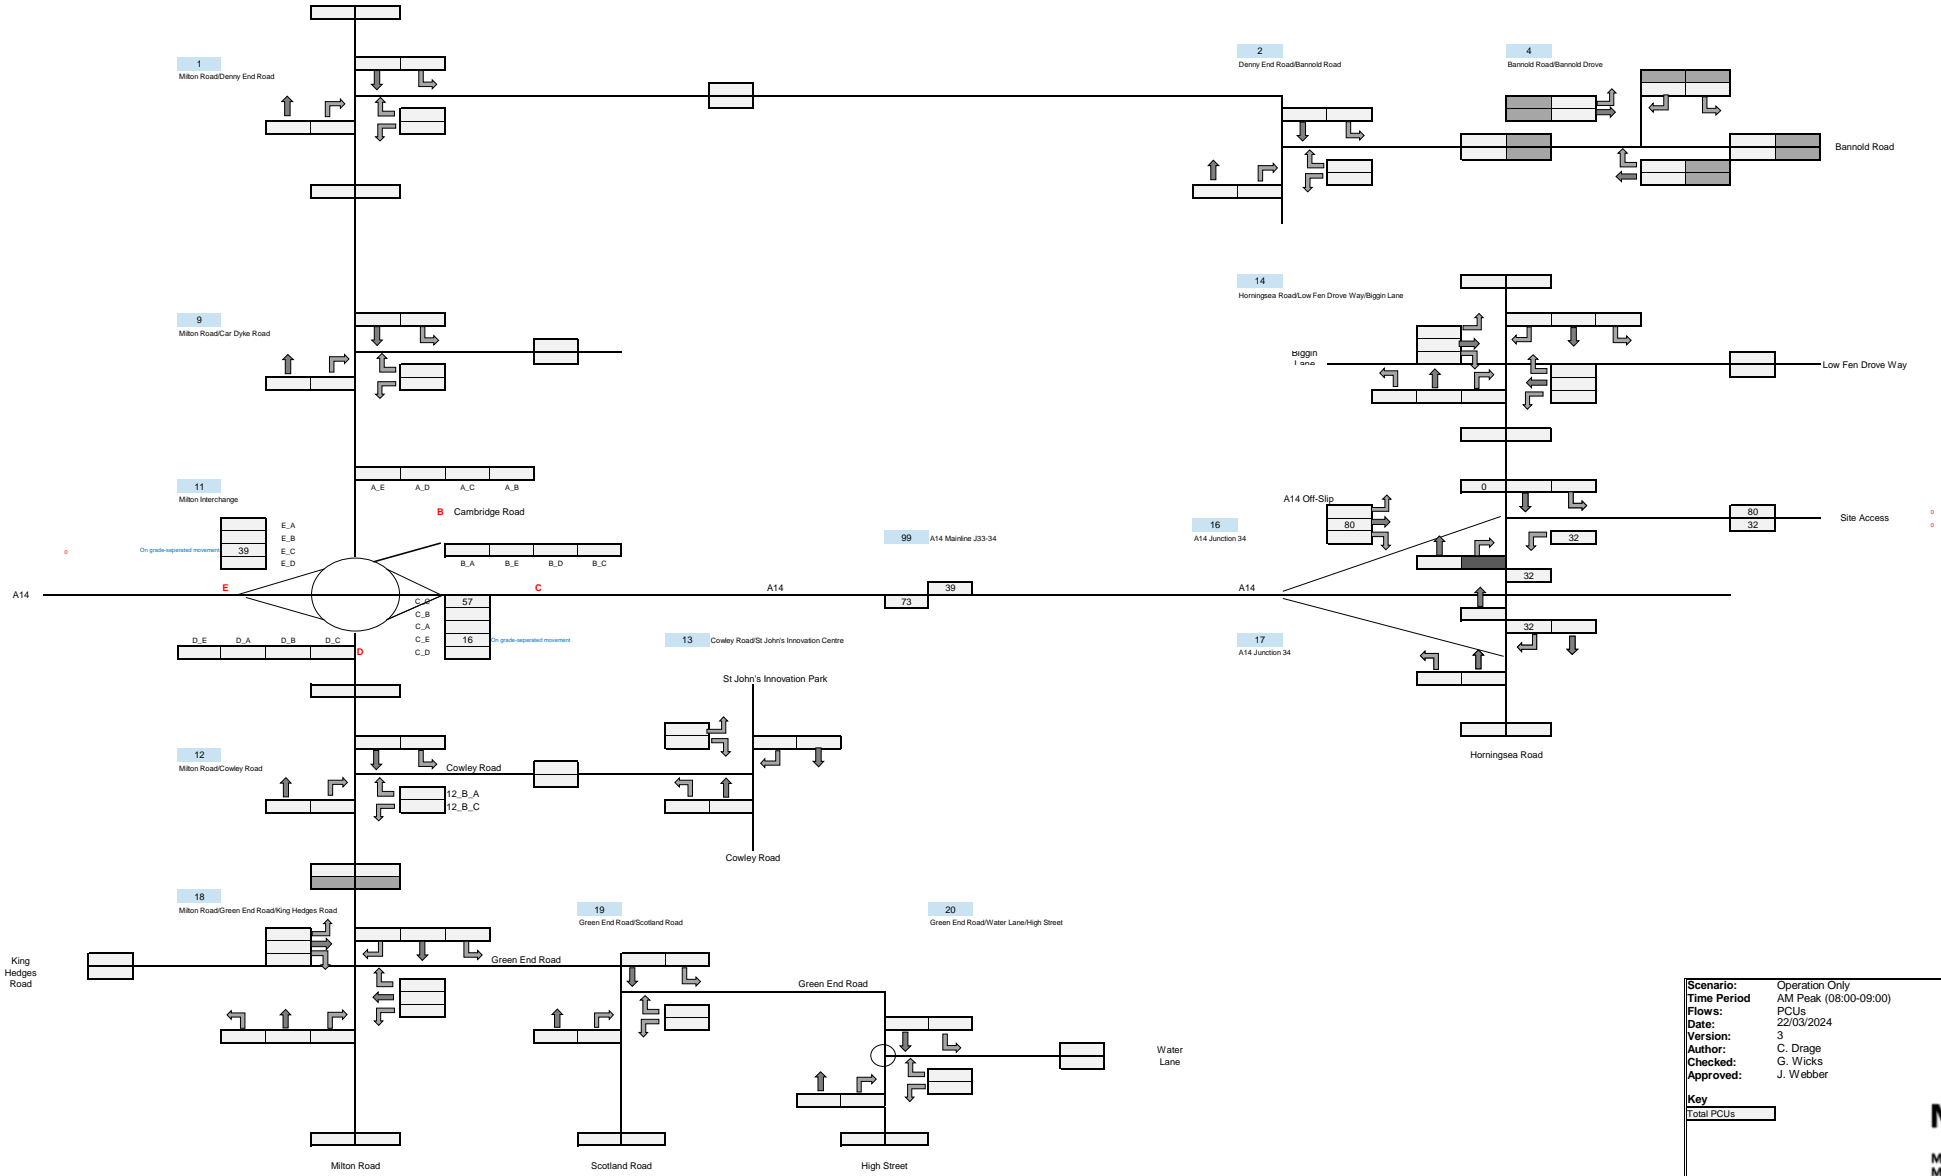 1
Milton Road/Denny End Road
2
Denny End Road/Bannold Road
4
Bannold Road/Bannold Drove
Bannold Road
14
Horningsea Road/Low Fen Drove Way/Biggin Lane
9
Milton Road/Car Dyke Road
Biggin
Lane
Low Fen Drove Way
A_E A_D A_C A_B
11
Milton Interchange
B Cambridge Road
E_A
E_B
On grade-seperated movement 39 E_C
E_D
0
B_A B_E B_D B_C
99 A14 Mainline J33-34
16
A14 Junction 34
A14 Off-Slip
80
0
80
32
Site Access
0
0
32
32
A14
E
C
A14
39
73
A14
C_C 57
C_B
C_A
C_E 16 On grade-seperated movement
C_D
D_E D_A D_B D_C
D
13 Cowley Road/St John's Innovation Centre
17
A14 Junction 34
32
St John's Innovation Park
Horningsea Road
12
Milton Road/Cowley Road
Cowley Road
12_B_A
12_B_C
Cowley Road
18
Milton Road/Green End Road/King Hedges Road
19
Green End Road/Scotland Road
20
Green End Road/Water Lane/High Street
King
Hedges
Road
Green End Road
Green End Road
Water
Lane
Milton Road
Scotland Road
High Street
Scenario: Operation Only
Time Period AM Peak (08:00-09:00)
Flows: PCUs
Date: 22/03/2024
Version: 3
Author: C. Drage
Checked: G. Wicks
Approved: J. Webber
Key
Total PCUs
M
M
M